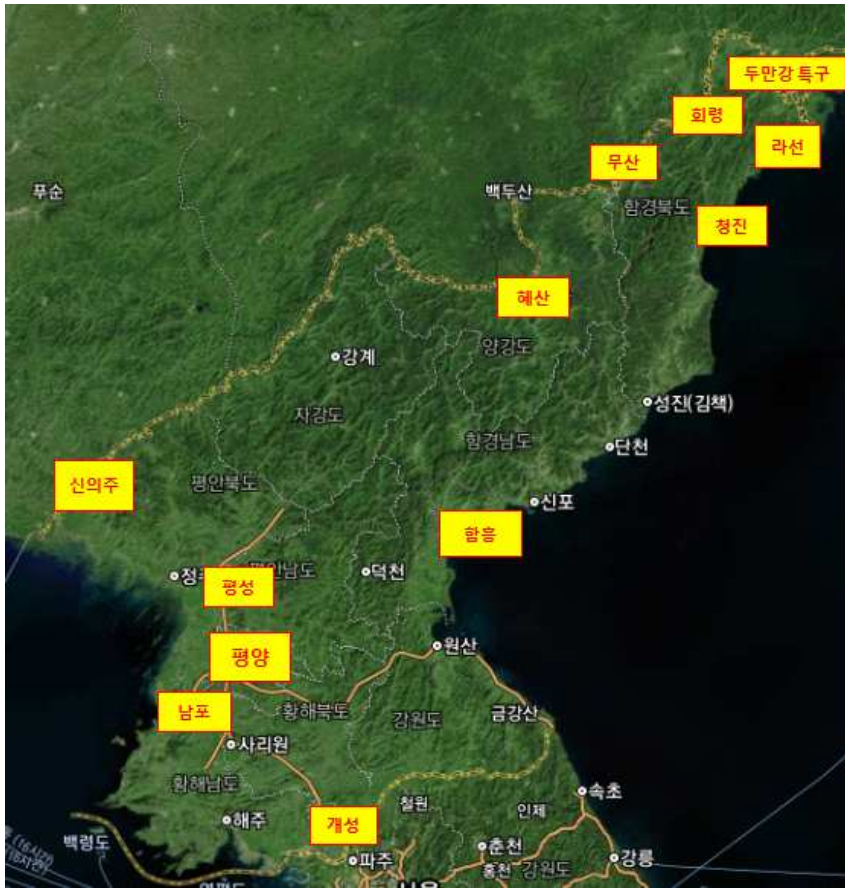 두만강 특구
회령
라선
무산
푸순
백두산
함경북도
청진
혜산
양강도
강계
성진(김책)
자강도
함경남도
단천
신의주
평안북도
신포
함흥
평안남도
덕천
평성
원산
평양
남포
황해북도
강원도
금강산
사리원
황해남도
속초
철원
인제
해주
개성
백령도
춘천
파주
강릉
홍천
강원도